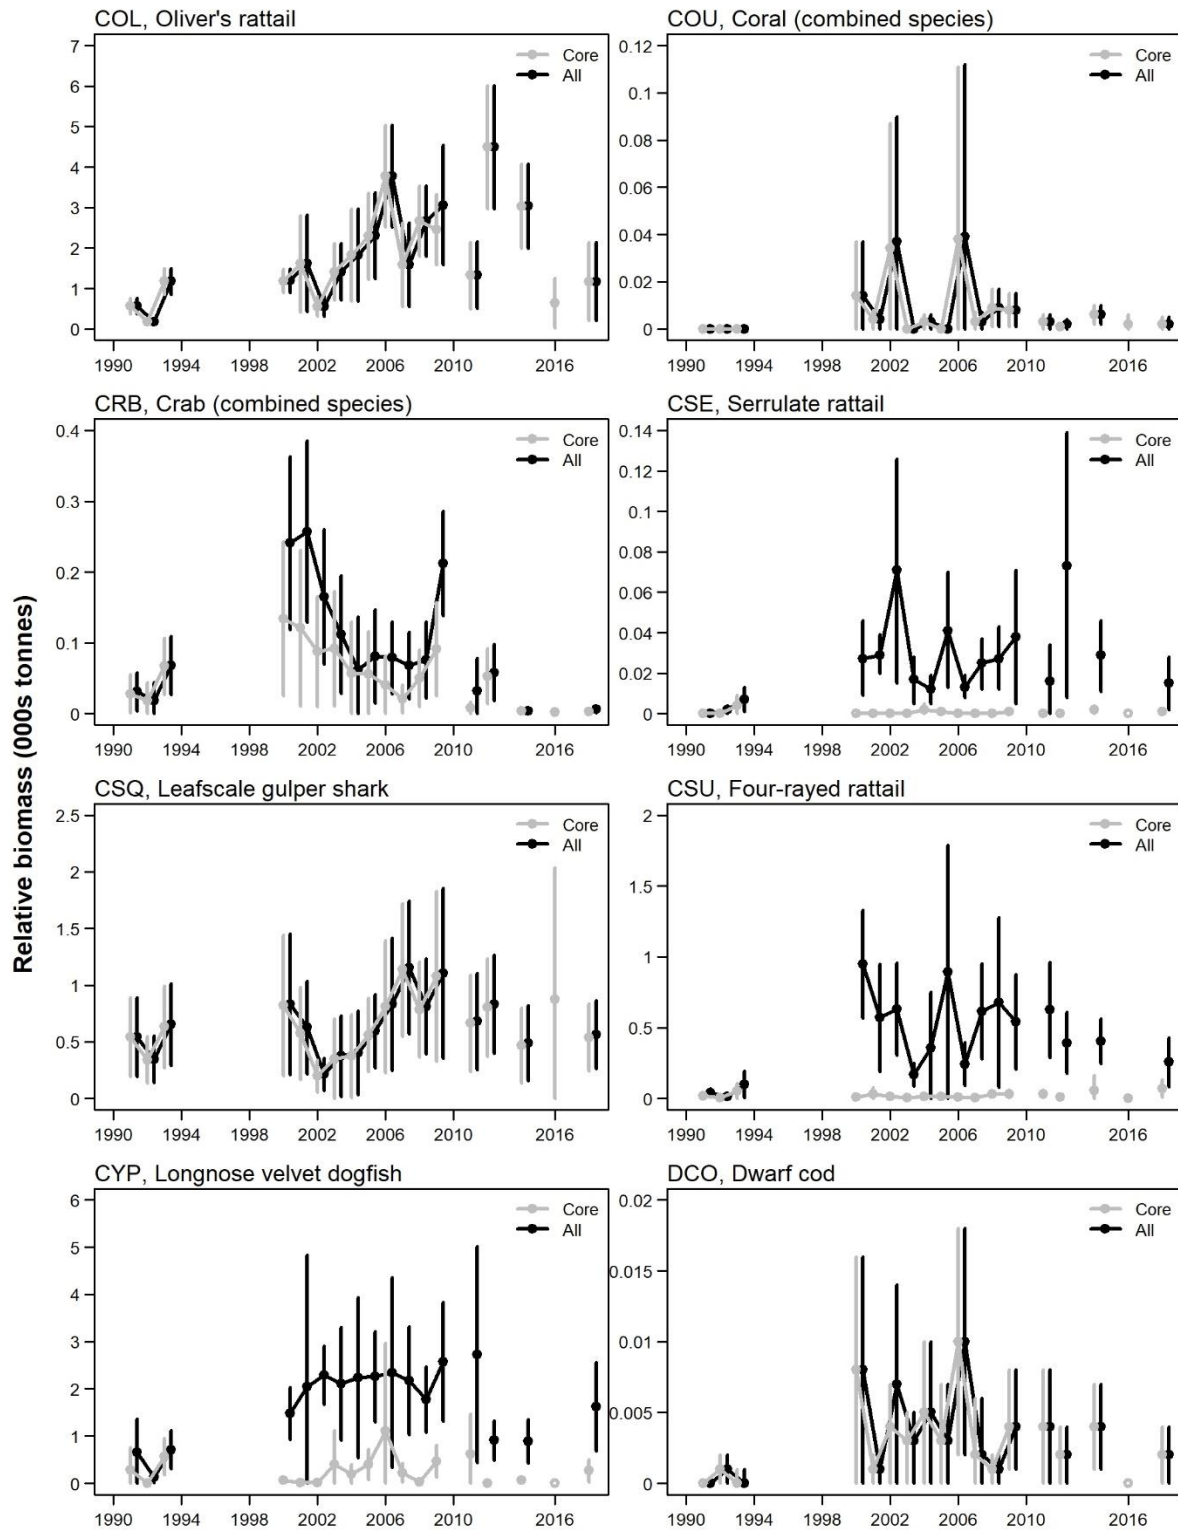 Relative biomass (000s tonnes)
COL, Oliver's rattail
7
6
5
4
3
2
1
0
Core
All
1990 1994 1998 2002 2006 2010 2016
COU, Coral (combined species)
0.12
0.1
0.08
0.06
0.04
0.02
0
Core
All
1990 1994 1998 2002 2006 2010 2016
CRB, Crab (combined species)
0.4
0.3
0.2
0.1
0
Core
All
1990 1994 1998 2002 2006 2010 2016
CSE, Serrulate rattail
0.14
0.12
0.1
0.08
0.06
0.04
0.02
0
Core
All
1990 1994 1998 2002 2006 2010 2016
CSQ, Leafscale gulper shark
2.5
2
1.5
1
0.5
0
Core
All
1990 1994 1998 2002 2006 2010 2016
CSU, Four-rayed rattail
2
1.5
1
0.5
0
Core
All
1990 1994 1998 2002 2006 2010 2016
CYP, Longnose velvet dogfish
6
5
4
3
2
1
0
Core
All
1990 1994 1998 2002 2006 2010 2016
DCO, Dwarf cod
0.02
0.015
0.01
0.005
0
Core
All
1990 1994 1998 2002 2006 2010 2016